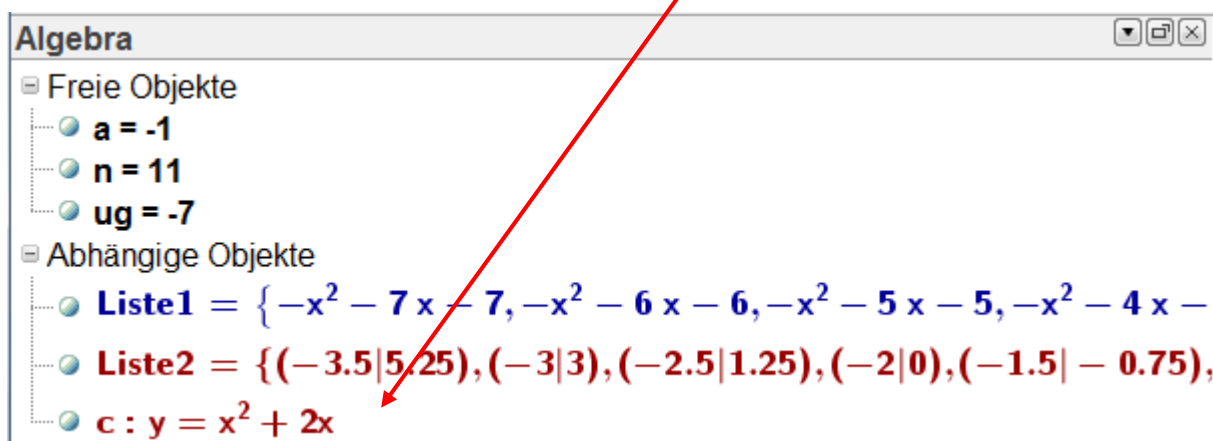 Algebra
Freie Objekte
a = -1
n = 11
ug = -7
Abhängige Objekte
Liste1 = {−x² − 7 x − 7, −x² − 6 x − 6, −x² − 5 x − 5, −x² − 4 x −
Liste2 = {(−3.5|5.25), (−3|3), (−2.5|1.25), (−2|0), (−1.5| − 0.75),
c : y = x² + 2x